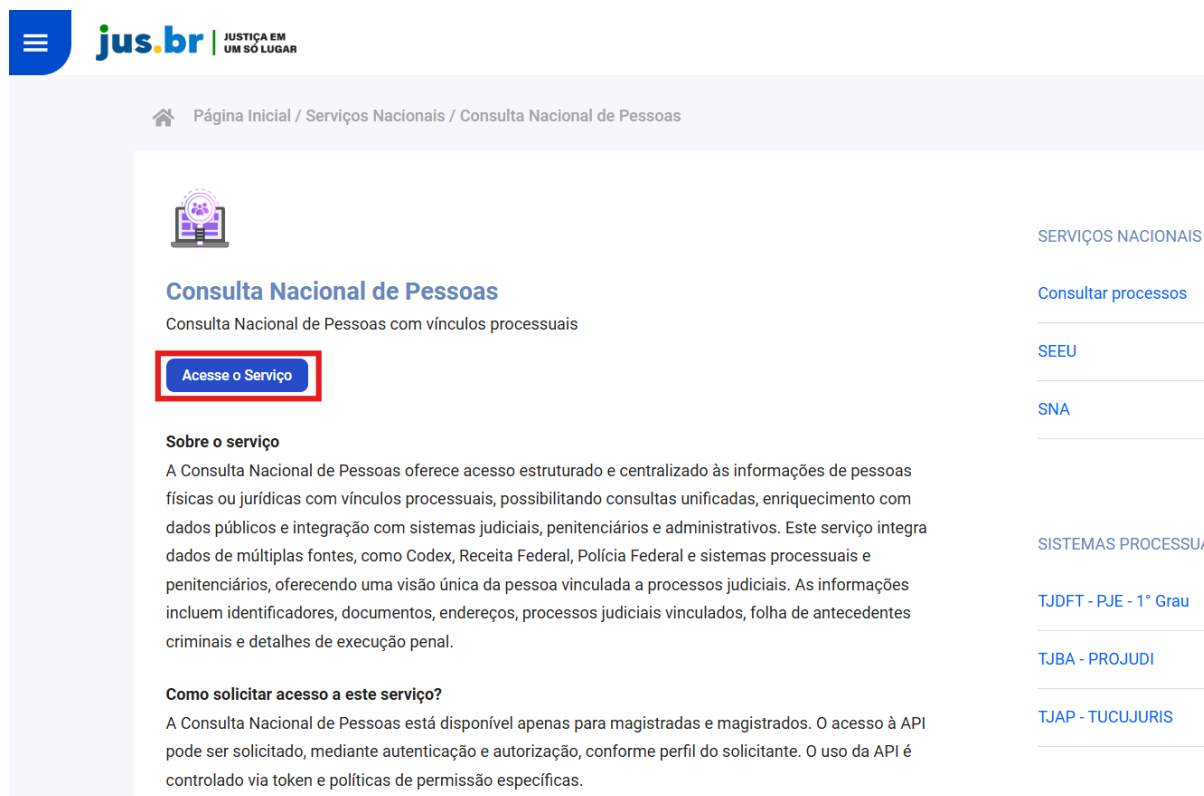 jus.br JUSTIÇA EM
UM SÓ LUGAR
Página Inicial / Serviços Nacionais / Consulta Nacional de Pessoas
Consulta Nacional de Pessoas
Consulta Nacional de Pessoas com vínculos processuais
Acesse o Serviço
Sobre o serviço
A Consulta Nacional de Pessoas oferece acesso estruturado e centralizado às informações de pessoas
físicas ou jurídicas com vínculos processuais, possibilitando consultas unificadas, enriquecimento com
dados públicos e integração com sistemas judiciais, penitenciários e administrativos. Este serviço integra
dados de múltiplas fontes, como Codex, Receita Federal, Polícia Federal e sistemas processuais e
penitenciários, oferecendo uma visão única da pessoa vinculada a processos judiciais. As informações
incluem identificadores, documentos, endereços, processos judiciais vinculados, folha de antecedentes
criminais e detalhes de execução penal.
Como solicitar acesso a este serviço?
A Consulta Nacional de Pessoas está disponível apenas para magistradas e magistrados. O acesso à API
pode ser solicitado, mediante autenticação e autorização, conforme perfil do solicitante. O uso da API é
controlado via token e políticas de permissão específicas.
SERVIÇOS NACIONAIS
Consultar processos
SEEU
SNA
SISTEMAS PROCESSUA
TJDFT - PJE - 1° Grau
TJBA - PROJUDI
TJAP - TUCUJURIS